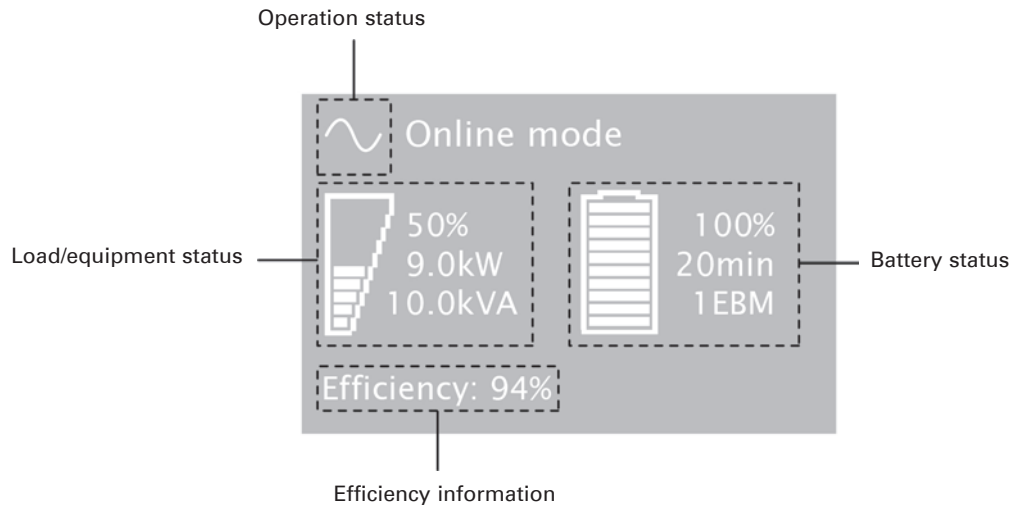 Operation status
Online mode
Load/equipment status
50%
9.0kW
10.0kVA
100%
20min
1EBM
Battery status
Efficiency: 94%
Efficiency information